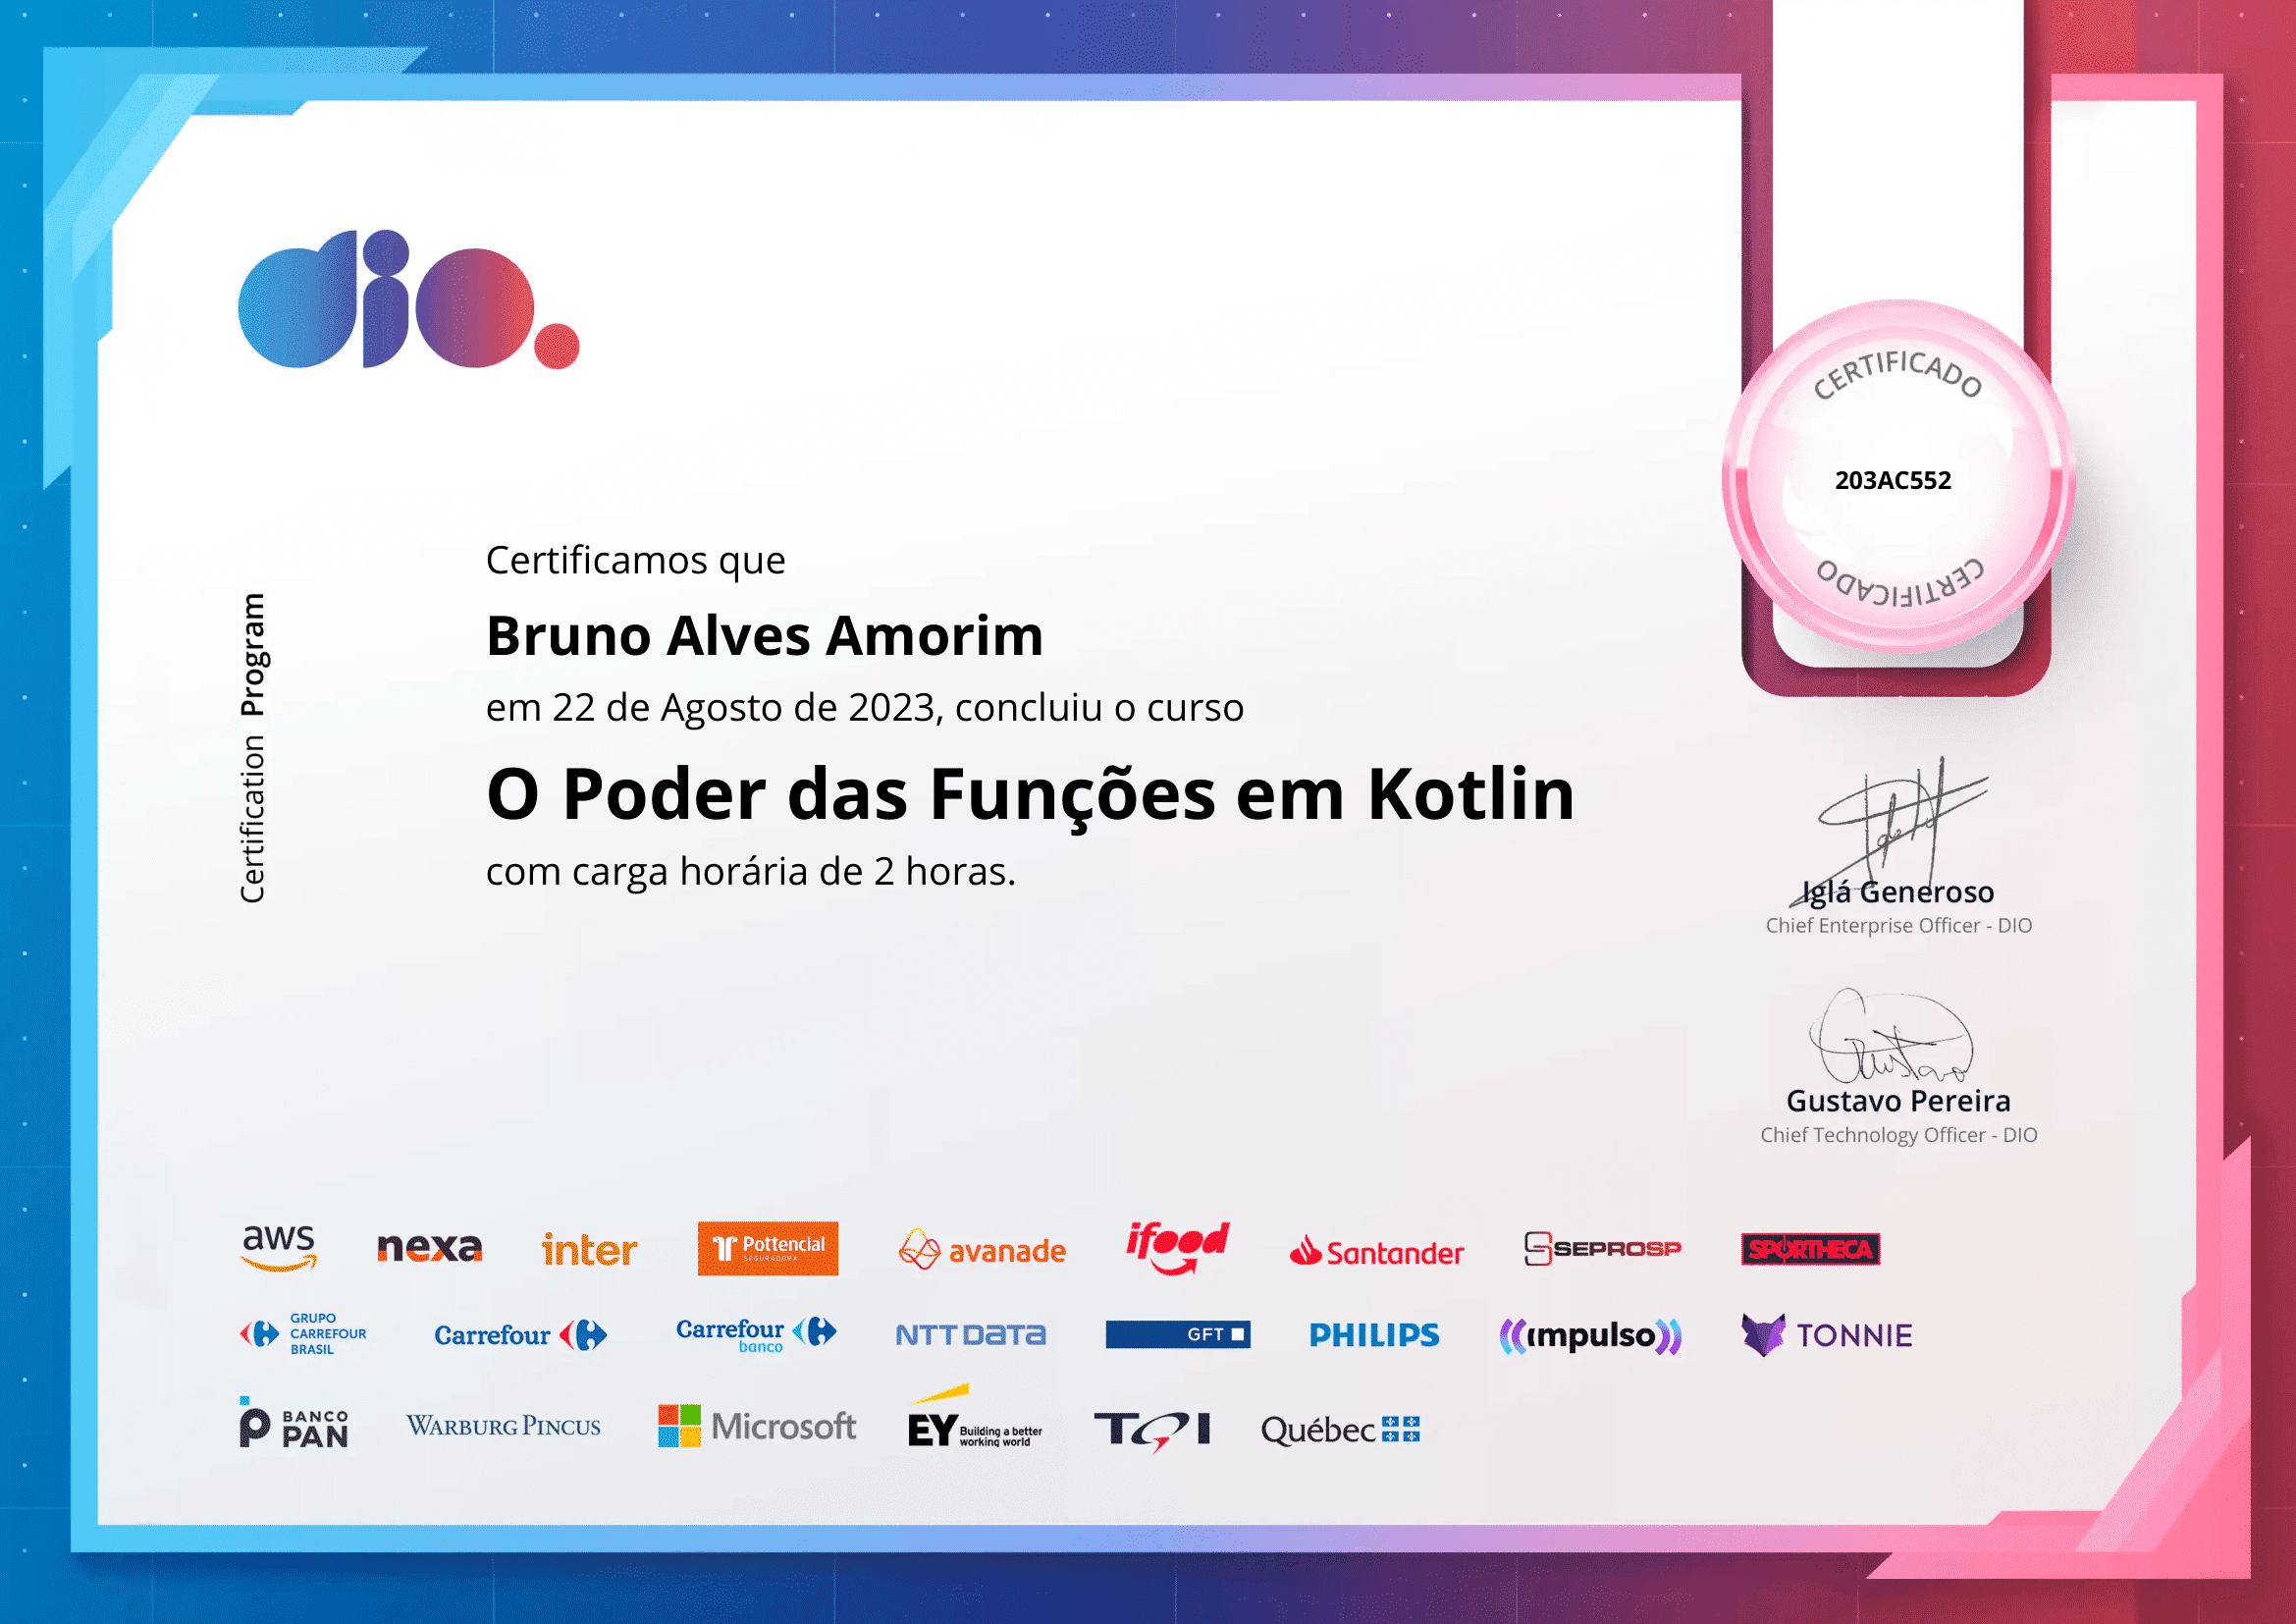 dio.
CERTIFICADO
203AC552
CERTIFICADO
Certification Program
Certificamos que
Bruno Alves Amorim
em 22 de Agosto de 2023, concluiu o curso
O Poder das Funções em Kotlin
com carga horária de 2 horas.
Iglá Generoso
Chief Enterprise Officer - DIO
Gustavo
Gustavo Pereira
Chief Technology Officer - DIO
aws nexa inter Pottencial SEGURADORA avanade ifood Santander SEPROSP SPORTHECA
GRUPO CARREFOUR BRASIL Carrefour Carrefour banco NTT DATA GFT PHILIPS impulso TONNIE
BANCO PAN WARBURG PINCUS Microsoft EY Building a better working world TQI Québec